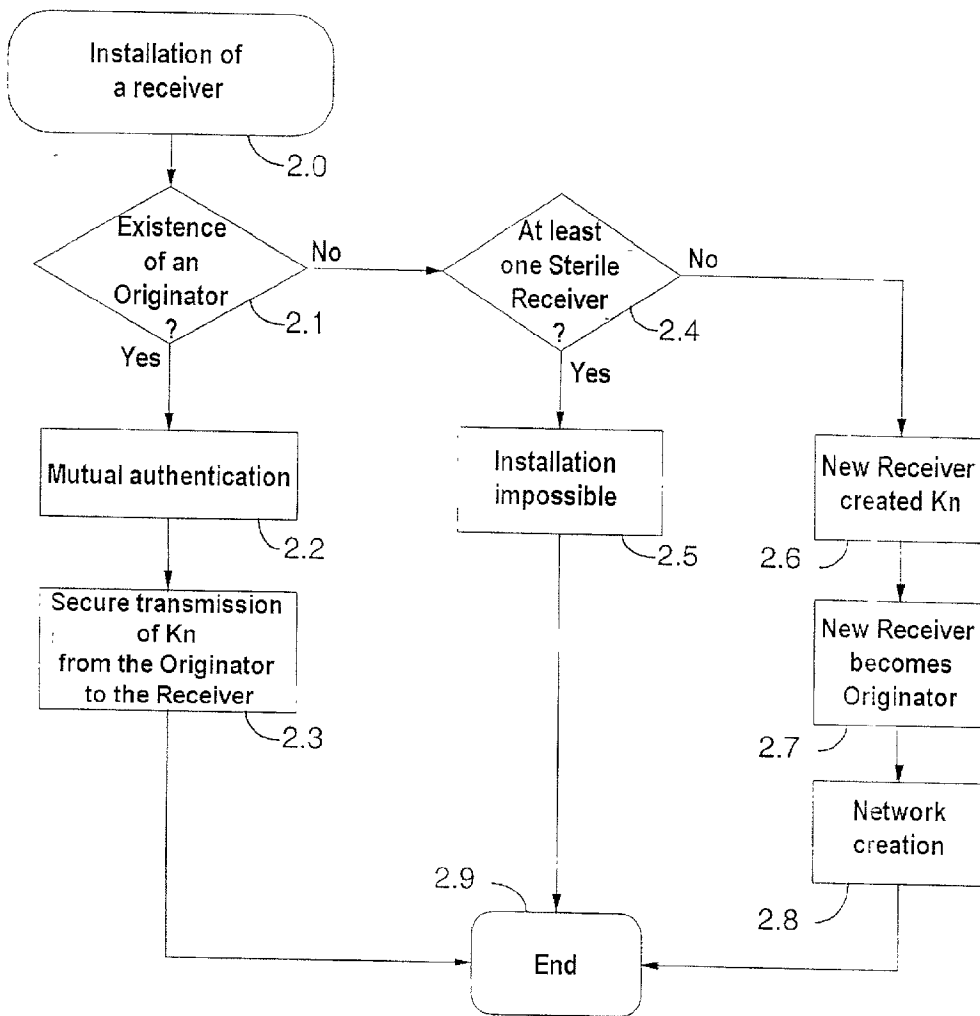 Installation of
a receiver
2.0
Existence
of an
Originator
?
2.1
No
Yes
At least
one Sterile
Receiver
?
2.4
No
Yes
Mutual authentication
2.2
Installation
impossible
2.5
New Receiver
created Kn
2.6
Secure transmission
of Kn
from the Originator
to the Receiver
2.3
New Receiver
becomes
Originator
2.7
Network
creation
2.8
2.9
End